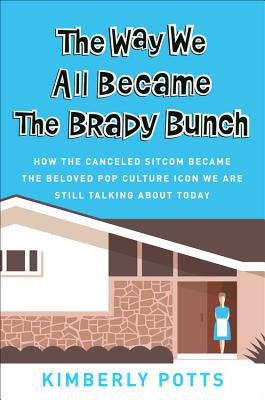 The Way We
All Became
The Brady Bunch
HOW THE CANCELED SITCOM BECAME
THE BELOVED POP CULTURE ICON WE ARE
STILL TALKING ABOUT TODAY
KIMBERLY POTTS